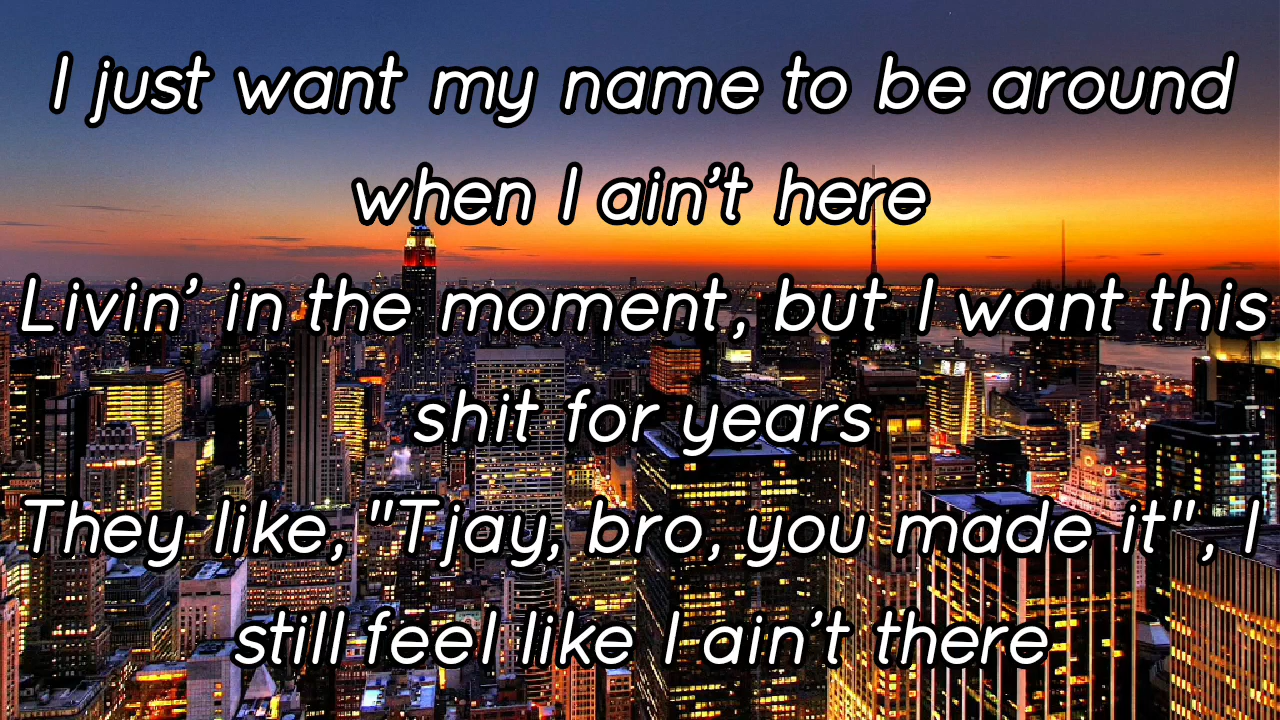 I just want my name to be around
when I ain't here
Livin' in the moment, but I want this
shit for years
They like, "Tjay, bro, you made it", I
still feel like I ain't there